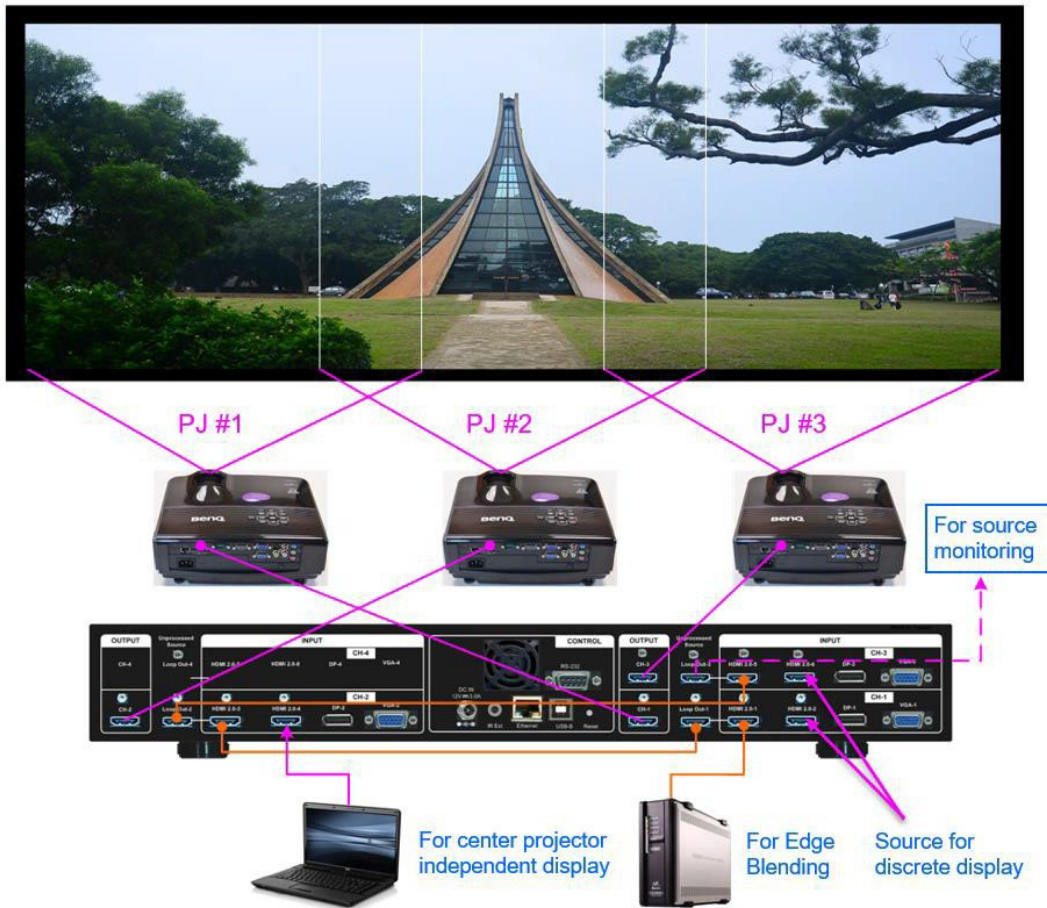 PJ #1
PJ #2
PJ #3
BenQ
BenQ
BenQ
For source
monitoring
OUTPUT
Unprocessed
Source
INPUT
CONTROL
OUTPUT
Unprocessed
Source
INPUT
CH-4
CH-3
CH-4
Loop Out-4
HDMI 2.0-7
HDMI 2.0-8
DP-4
VGA-4
RS-232
CH-3
Loop Out-3
HDMI 2.0-5
HDMI 2.0-6
DP-3
VGA-3
DC IN
12V 3.0A
CH-2
CH-1
CH-2
Loop Out-2
HDMI 2.0-3
HDMI 2.0-4
DP-2
VGA-2
IR Ext
Ethernet
USB-B
Reset
CH-1
Loop Out-1
HDMI 2.0-1
HDMI 2.0-2
DP-1
VGA-1
For center projector
independent display
For Edge
Blending
Source for
discrete display